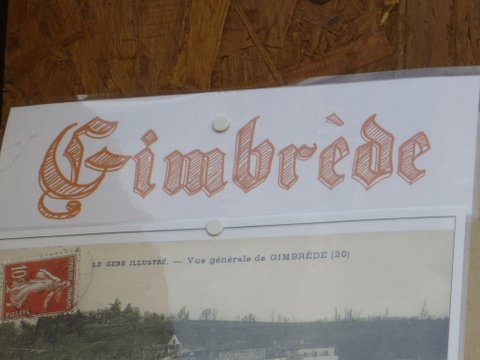 Gimbrède
LE GERS ILLUSTRÉ. — Vue générale de GIMBRÈDE (20)
10
POSTES